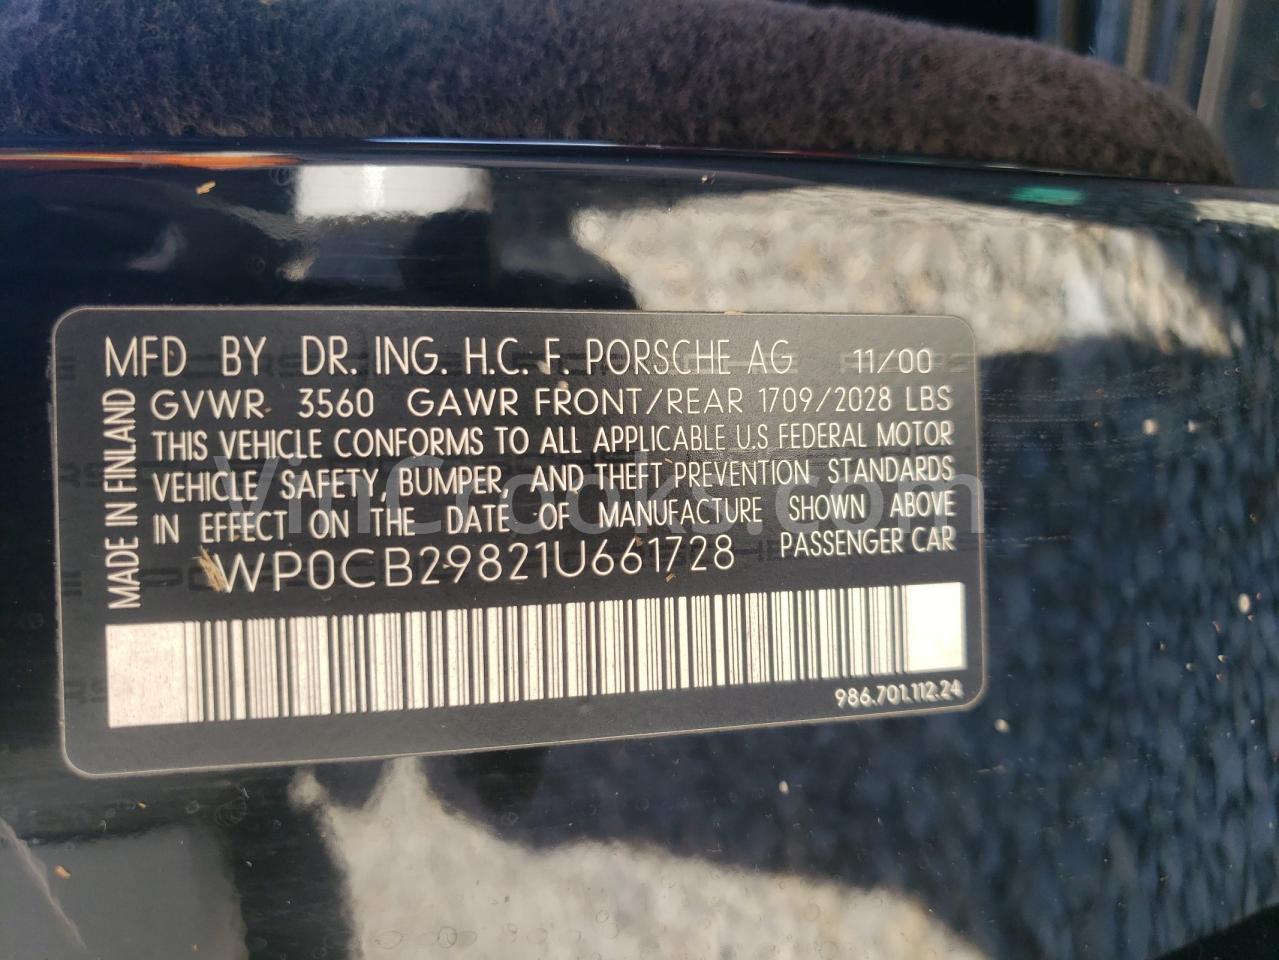 MFD BY DR. ING. H.C. F. PORSCHE AG 11/00
GVWR 3560 GAWR FRONT/REAR 1709/2028 LBS
THIS VEHICLE CONFORMS TO ALL APPLICABLE U.S FEDERAL MOTOR
VEHICLE SAFETY, BUMPER, AND THEFT PREVENTION STANDARDS
IN EFFECT ON THE DATE OF MANUFACTURE SHOWN ABOVE
WP0CB29821U661728 PASSENGER CAR
MADE IN FINLAND
986.701.112.24
VinCrooks.com